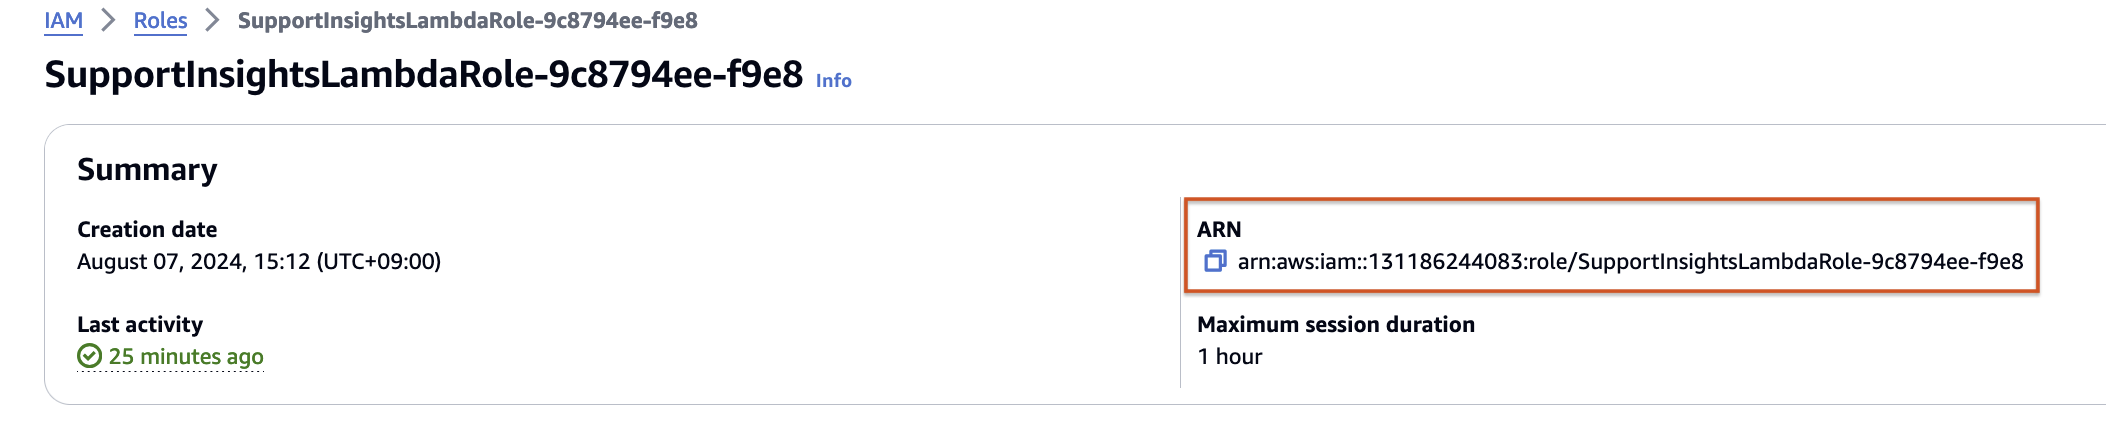 IAM > Roles > SupportInsightsLambdaRole-9c8794ee-f9e8
SupportInsightsLambdaRole-9c8794ee-f9e8 Info
Summary
Creation date
August 07, 2024, 15:12 (UTC+09:00)
ARN
arn:aws:iam::131186244083:role/SupportInsightsLambdaRole-9c8794ee-f9e8
Last activity
25 minutes ago
Maximum session duration
1 hour